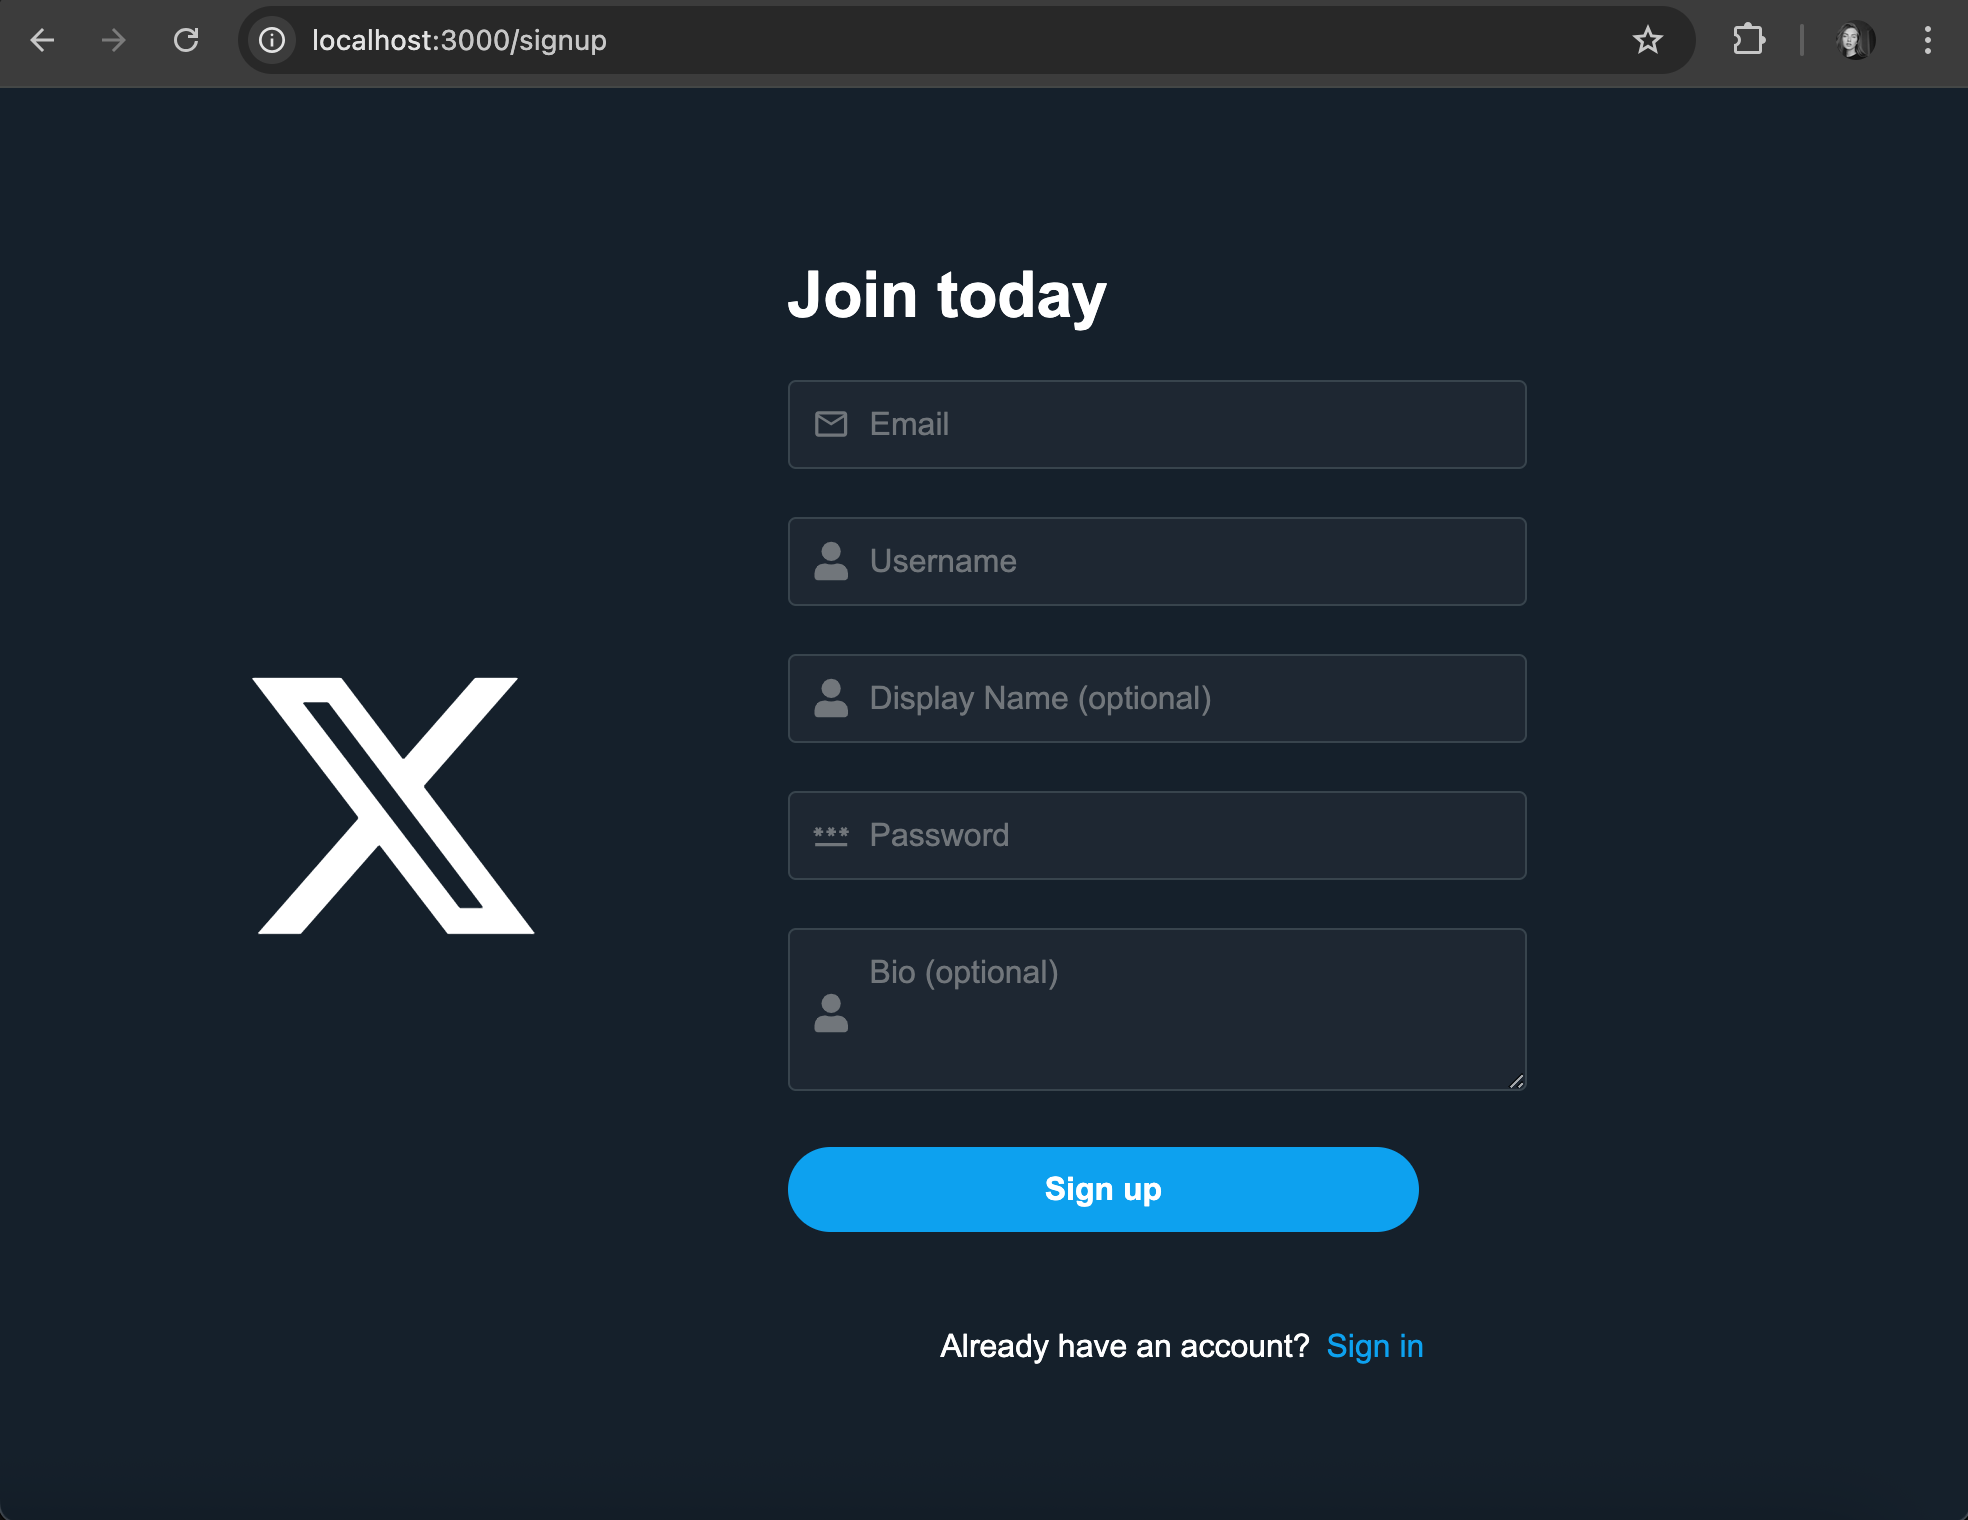 localhost:3000/signup
Join today
Email
Username
Display Name (optional)
Password
Bio (optional)
Sign up
Already have an account? Sign in